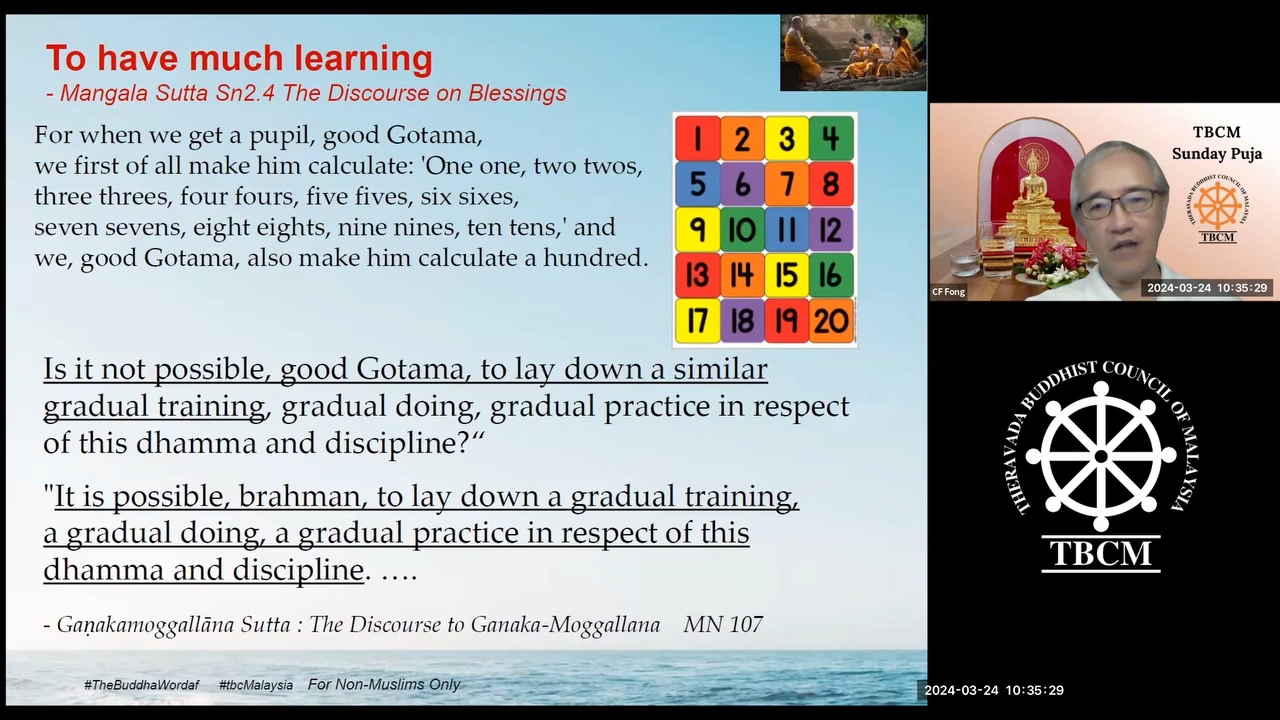 To have much learning
- Mangala Sutta Sn2.4 The Discourse on Blessings
For when we get a pupil, good Gotama,
we first of all make him calculate: 'One one, two twos,
three threes, four fours, five fives, six sixes,
seven sevens, eight eights, nine nines, ten tens,' and
we, good Gotama, also make him calculate a hundred.
1 2 3 4
5 6 7 8
9 10 11 12
13 14 15 16
17 18 19 20
Is it not possible, good Gotama, to lay down a similar
gradual training, gradual doing, gradual practice in respect
of this dhamma and discipline?“
"It is possible, brahman, to lay down a gradual training,
a gradual doing, a gradual practice in respect of this
dhamma and discipline. ....
- Gaṇakamoggallāna Sutta : The Discourse to Ganaka-Moggallana MN 107
#TheBuddhaWordaf #tbcMalaysia For Non-Muslims Only
TBCM
Sunday Puja
THERAVADA BUDDHIST COUNCIL OF MALAYSIA
TBCM
CF Fong
2024-03-24 10:35:29
THERAVADA BUDDHIST COUNCIL OF MALAYSIA
TBCM
2024-03-24 10:35:29